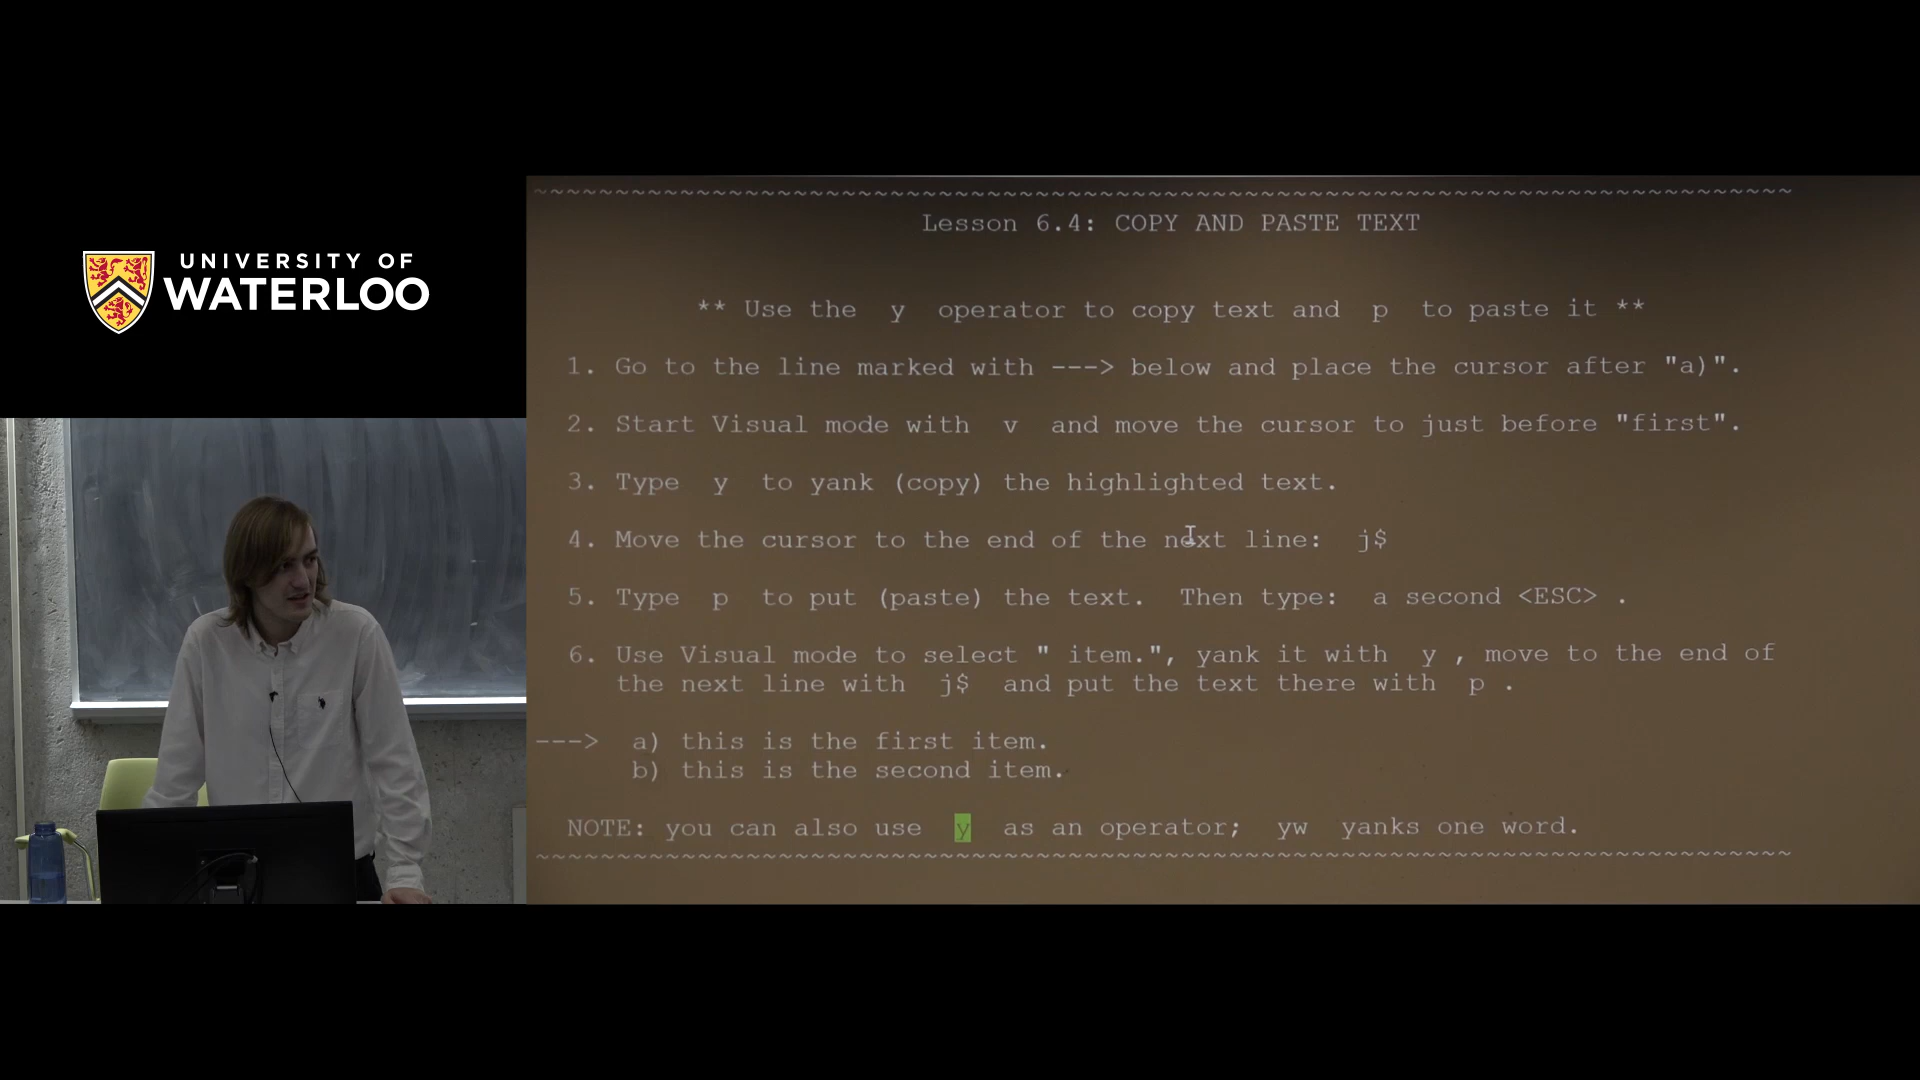 UNIVERSITY OF
WATERLOO
~~~~~~~~~~~~~~~~~~~~~~~~~~~~~~~~~~~~~~~~~~~~~~~~~~~~~~~~~~~~~~~~~~~~~~~~~~~~~~
Lesson 6.4: COPY AND PASTE TEXT
** Use the  y  operator to copy text and  p  to paste it **
1. Go to the line marked with ---> below and place the cursor after "a)".
2. Start Visual mode with  v  and move the cursor to just before "first".
3. Type  y  to yank (copy) the highlighted text.
4. Move the cursor to the end of the next line:  j$
5. Type  p  to put (paste) the text.  Then type:  a second <ESC> .
6. Use Visual mode to select " item.", yank it with  y , move to the end of
the next line with  j$  and put the text there with  p .
--->  a) this is the first item.
b) this is the second item.
NOTE: you can also use  y  as an operator;  yw  yanks one word.
~~~~~~~~~~~~~~~~~~~~~~~~~~~~~~~~~~~~~~~~~~~~~~~~~~~~~~~~~~~~~~~~~~~~~~~~~~~~~~